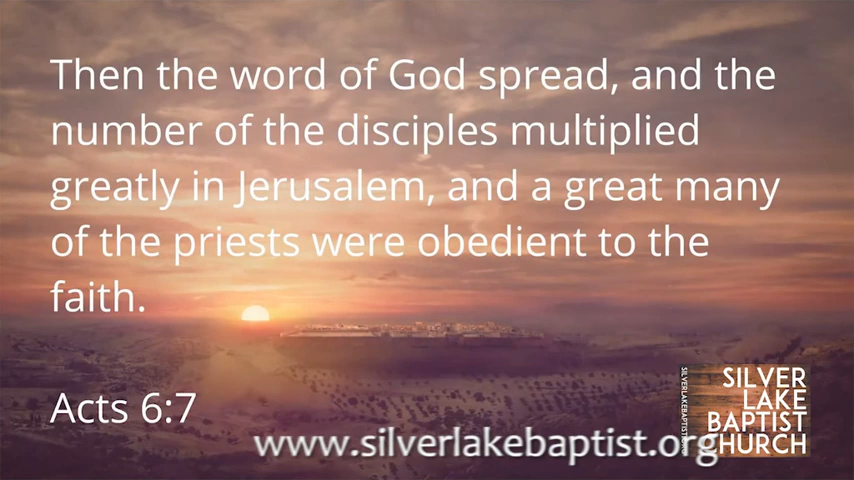 Then the word of God spread, and the
number of the disciples multiplied
greatly in Jerusalem, and a great many
of the priests were obedient to the
faith.
Acts 6:7
www.silverlakebaptist.org
SILVER
LAKE
BAPTIST
CHURCH